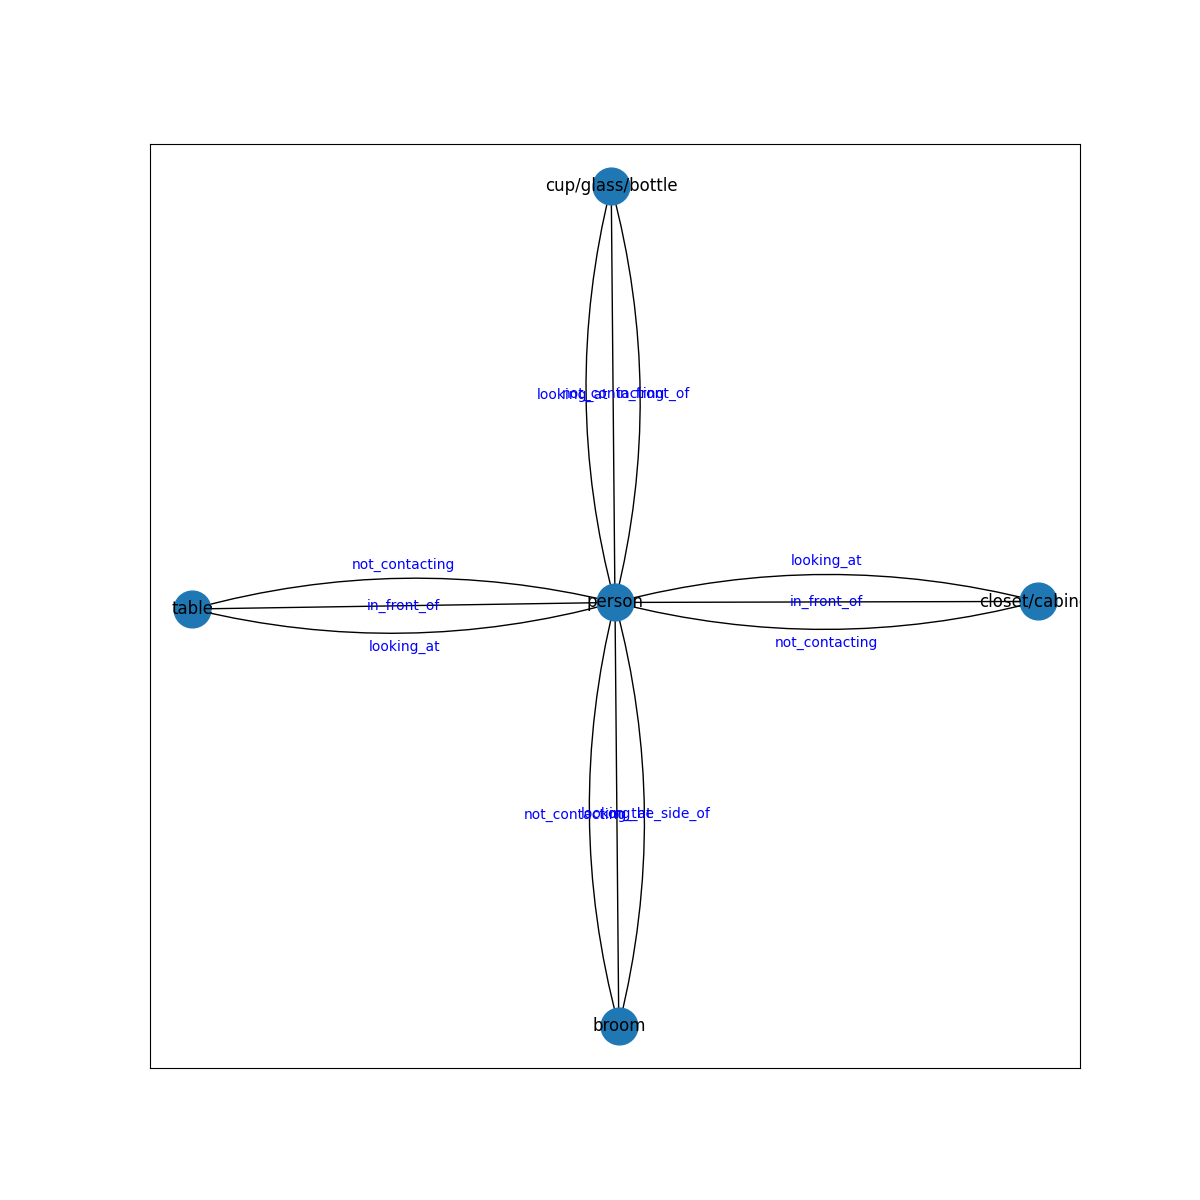 cup/glass/bottle
looking_at
not_contacting
in_front_of
not_contacting
looking_at
table
in_front_of
person
in_front_of
closet/cabin
looking_at
not_contacting
not_contacting
looking_at
on_the_side_of
broom